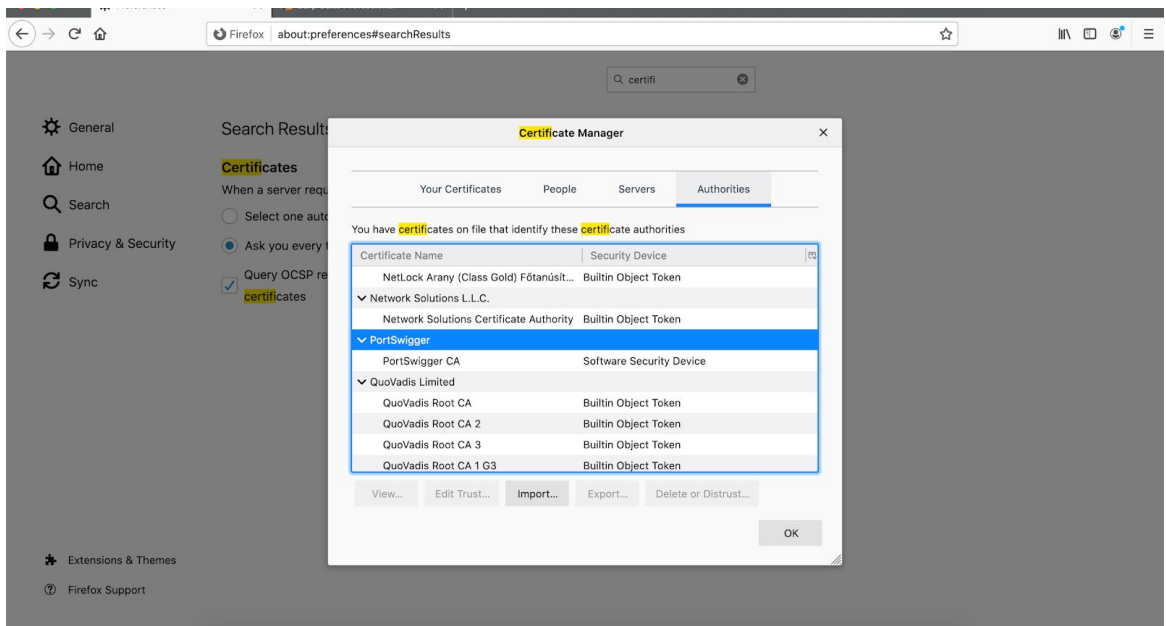 Firefox about:preferences#searchResults
certifi
General
Home
Search
Privacy & Security
Sync
Extensions & Themes
Firefox Support
Search Results
Certificates
When a server requ
Select one auto
Ask you every
Query OCSP re
certificates
Certificate Manager
Your Certificates People Servers Authorities
You have certificates on file that identify these certificate authorities
Certificate Name Security Device
NetLock Arany (Class Gold) Főtanúsít... Builtin Object Token
Network Solutions L.L.C.
Network Solutions Certificate Authority Builtin Object Token
PortSwigger
PortSwigger CA Software Security Device
QuoVadis Limited
QuoVadis Root CA Builtin Object Token
QuoVadis Root CA 2 Builtin Object Token
QuoVadis Root CA 3 Builtin Object Token
QuoVadis Root CA 1 G3 Builtin Object Token
View... Edit Trust... Import... Export... Delete or Distrust...
OK